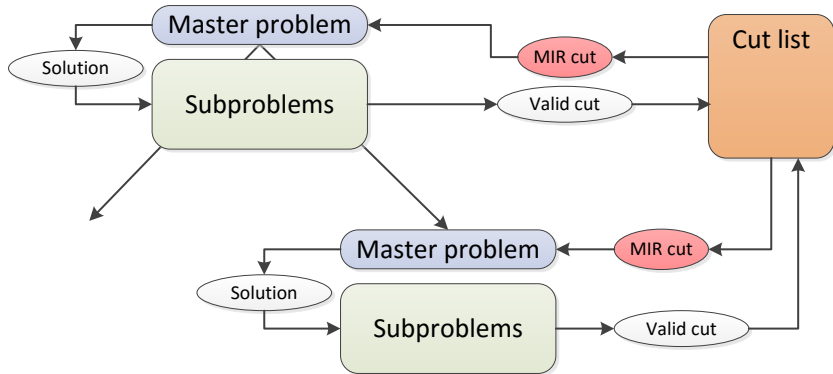 Master problem
Cut list
MIR cut
Solution
Subproblems
Valid cut
Master problem
MIR cut
Solution
Subproblems
Valid cut